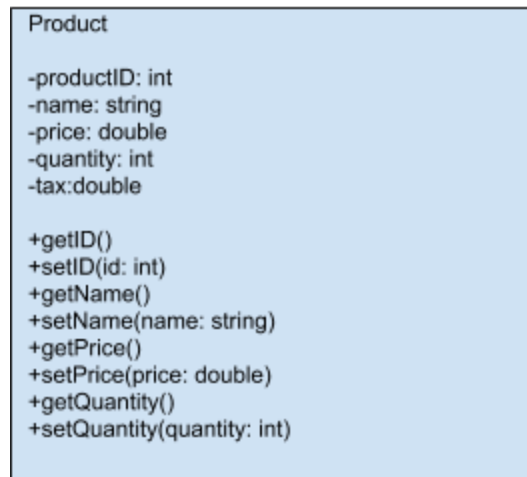 Product
-productID: int
-name: string
-price: double
-quantity: int
-tax:double
+getID()
+setID(id: int)
+getName()
+setName(name: string)
+getPrice()
+setPrice(price: double)
+getQuantity()
+setQuantity(quantity: int)